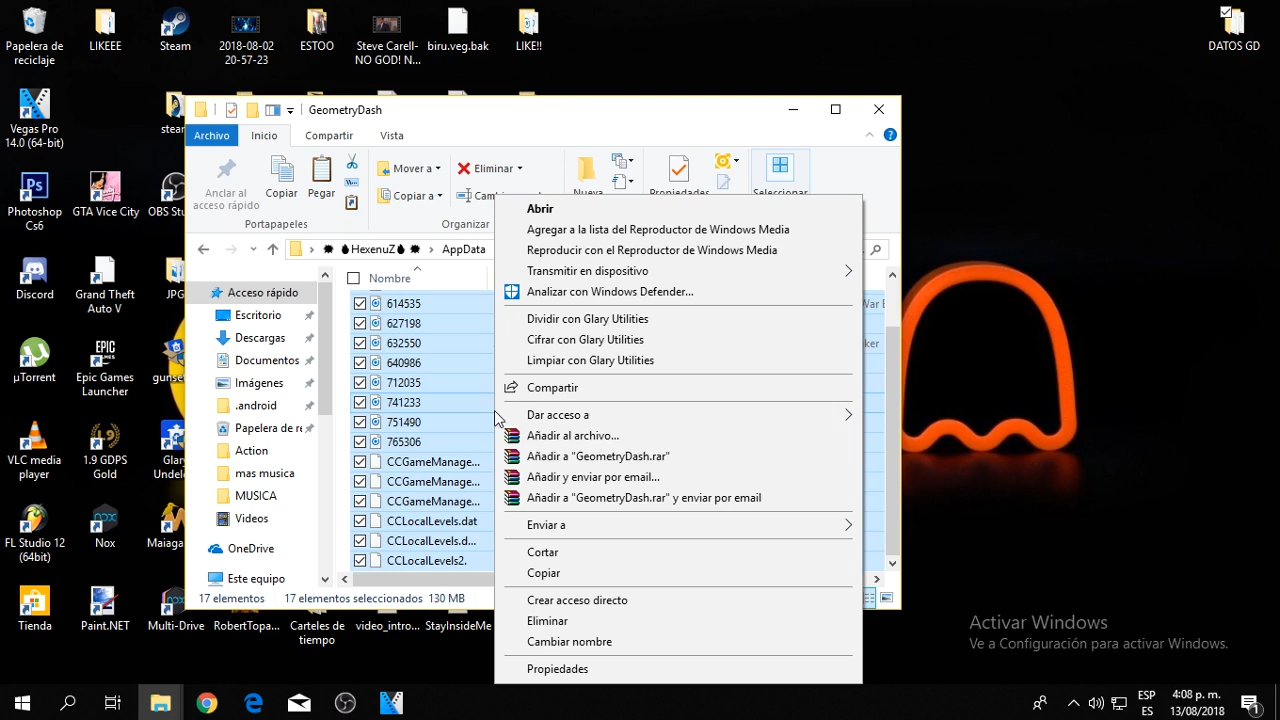 Papelera de
reciclaje
LIKEEE
Steam
2018-08-02
20-57-23
ESTOO
Steve Carell-
NO GOD! N...
biru.veg.bak
LIKE!!
DATOS GD
Vegas Pro
14.0 (64-bit)
Photoshop
Cs6
GTA Vice City
OBS Stu
Discord
Grand Theft
Auto V
JPG
µTorrent
Epic Games
Launcher
gunse
VLC media
player
1.9 GDPS
Gold
Glary
Undele
FL Studio 12
(64bit)
Nox
Maiaga
Tienda
Paint.NET
Multi-Drive
RobertTopa...
Carteles de
tiempo
video_intro...
StayInsideMe
GeometryDash
Archivo
Inicio
Compartir
Vista
Anclar al
acceso rápido
Copiar
Pegar
Mover a
Copiar a
Eliminar
Portapapeles
Organizar
Nueva
Propiedades
Seleccionar
HexenuZ
AppData
Nombre
Acceso rápido
Escritorio
Descargas
Documentos
Imágenes
.android
Papelera de re
Action
mas musica
MUSICA
Videos
OneDrive
Este equipo
614535
627198
632550
640986
712035
741233
751490
765306
CCGameManage...
CCGameManage...
CCGameManage...
CCLocalLevels.dat
CCLocalLevels.d...
CCLocalLevels2.
17 elementos
17 elementos seleccionados 130 MB
Abrir
Agregar a la lista del Reproductor de Windows Media
Reproducir con el Reproductor de Windows Media
Transmitir en dispositivo
Analizar con Windows Defender...
Dividir con Glary Utilities
Cifrar con Glary Utilities
Limpiar con Glary Utilities
Compartir
Dar acceso a
Añadir al archivo...
Añadir a "GeometryDash.rar"
Añadir y enviar por email...
Añadir a "GeometryDash.rar" y enviar por email
Enviar a
Cortar
Copiar
Crear acceso directo
Eliminar
Cambiar nombre
Propiedades
Activar Windows
Ve a Configuración para activar Windows.
ESP
ES
4:08 p. m.
13/08/2018
1